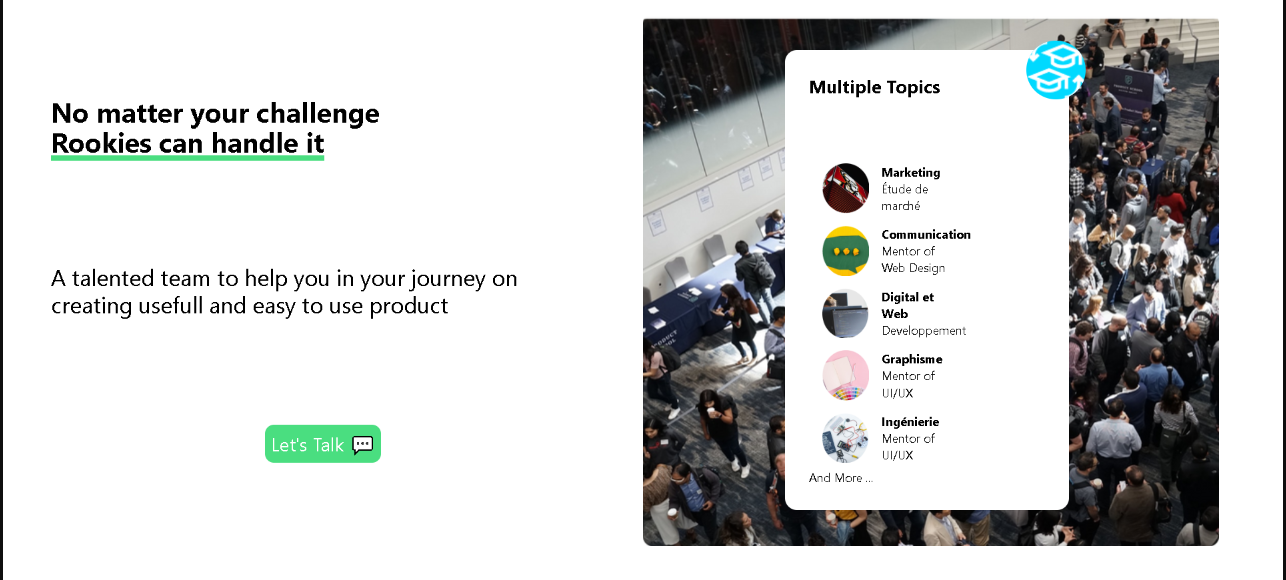 No matter your challenge
Rookies can handle it
A talented team to help you in your journey on
creating usefull and easy to use product
Let's Talk
Multiple Topics
Marketing
Étude de
marché
Communication
Mentor of
Web Design
Digital et
Web
Developpement
Graphisme
Mentor of
UI/UX
Ingénierie
Mentor of
UI/UX
And More ...